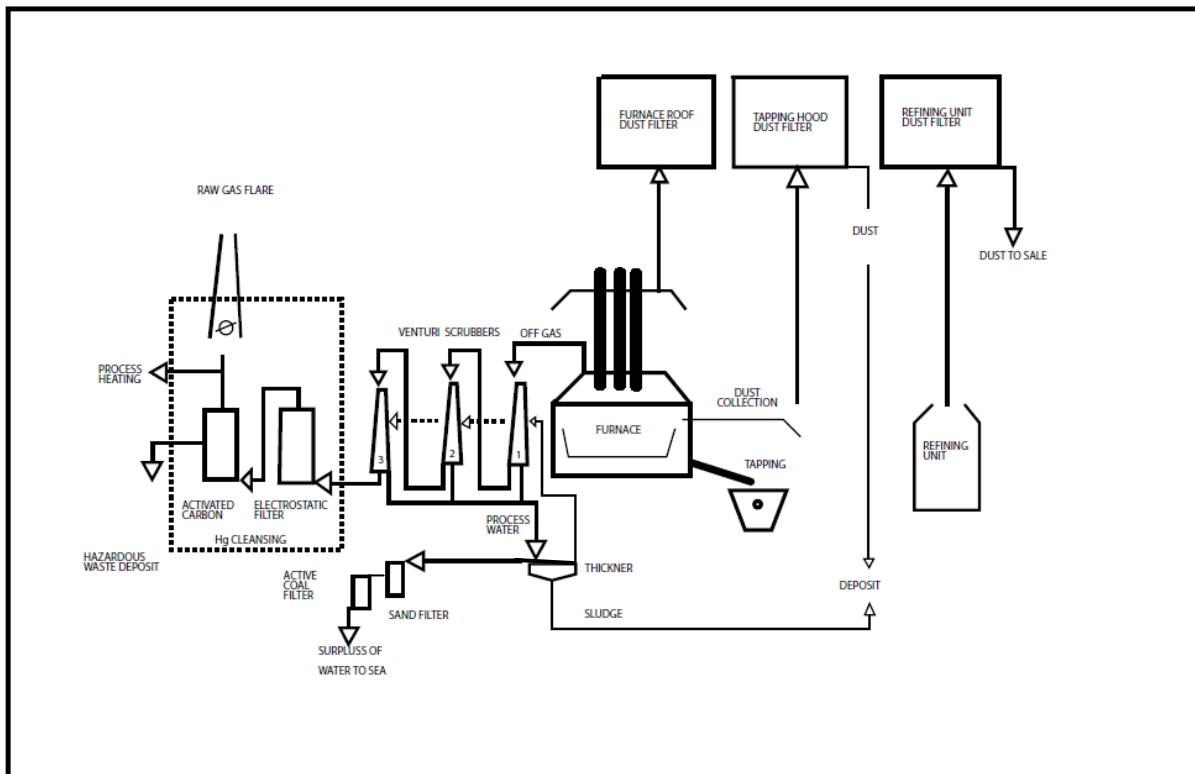 FURNACE ROOF
DUST FILTER
TAPPING HOOD
DUST FILTER
REFINING UNIT
DUST FILTER
RAW GAS FLARE
DUST
DUST TO SALE
VENTURI SCRUBBERS
OFF GAS
PROCESS
HEATING
DUST
COLLECTION
FURNACE
REFINING
UNIT
3
2
1
TAPPING
ACTIVATED
CARBON
ELECTROSTATIC
FILTER
PROCESS
WATER
Hg CLEANSING
HAZARDOUS
WASTE DEPOSIT
ACTIVE
COAL
FILTER
THICKNER
DEPOSIT
SAND FILTER
SLUDGE
SURPLUSS OF
WATER TO SEA